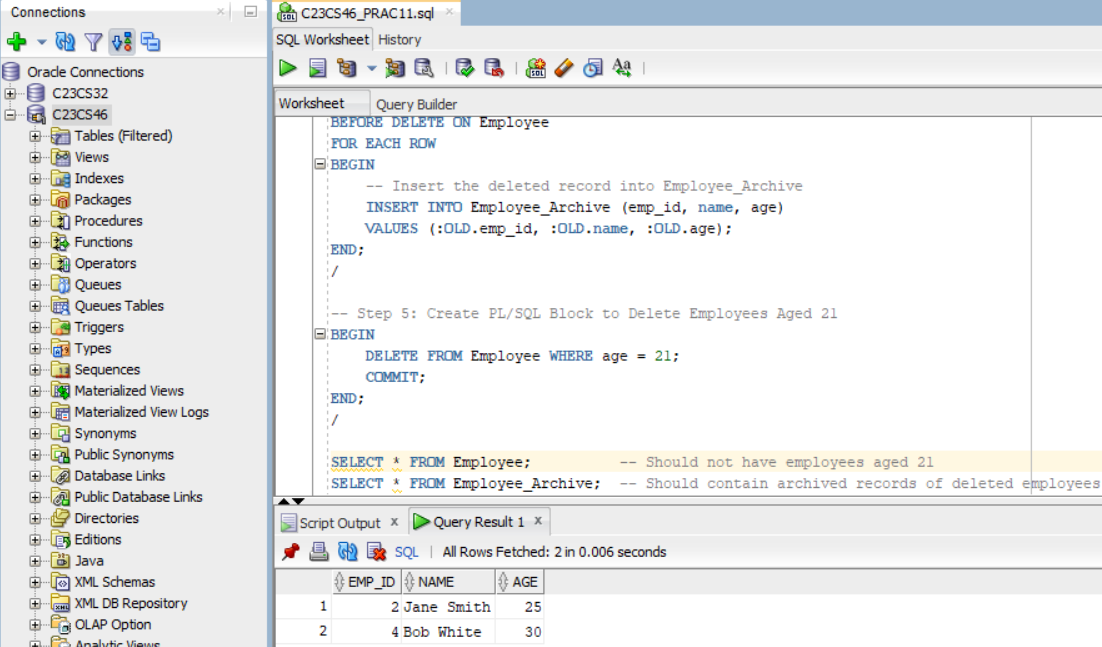 Connections
Oracle Connections
C23CS32
C23CS46
Tables (Filtered)
Views
Indexes
Packages
Procedures
Functions
Operators
Queues
Queues Tables
Triggers
Types
Sequences
Materialized Views
Materialized View Logs
Synonyms
Public Synonyms
Database Links
Public Database Links
Directories
Editions
Java
XML Schemas
XML DB Repository
OLAP Option
Analytic Views
C23CS46_PRAC11.sql
SQL Worksheet History
Worksheet Query Builder
BEFORE DELETE ON Employee
FOR EACH ROW
BEGIN
-- Insert the deleted record into Employee_Archive
INSERT INTO Employee_Archive (emp_id, name, age)
VALUES (:OLD.emp_id, :OLD.name, :OLD.age);
END;
/
-- Step 5: Create PL/SQL Block to Delete Employees Aged 21
BEGIN
DELETE FROM Employee WHERE age = 21;
COMMIT;
END;
/
SELECT * FROM Employee; -- Should not have employees aged 21
SELECT * FROM Employee_Archive; -- Should contain archived records of deleted employees
Script Output x Query Result 1 x
SQL | All Rows Fetched: 2 in 0.006 seconds
EMP_ID NAME AGE
1 2 Jane Smith 25
2 4 Bob White 30